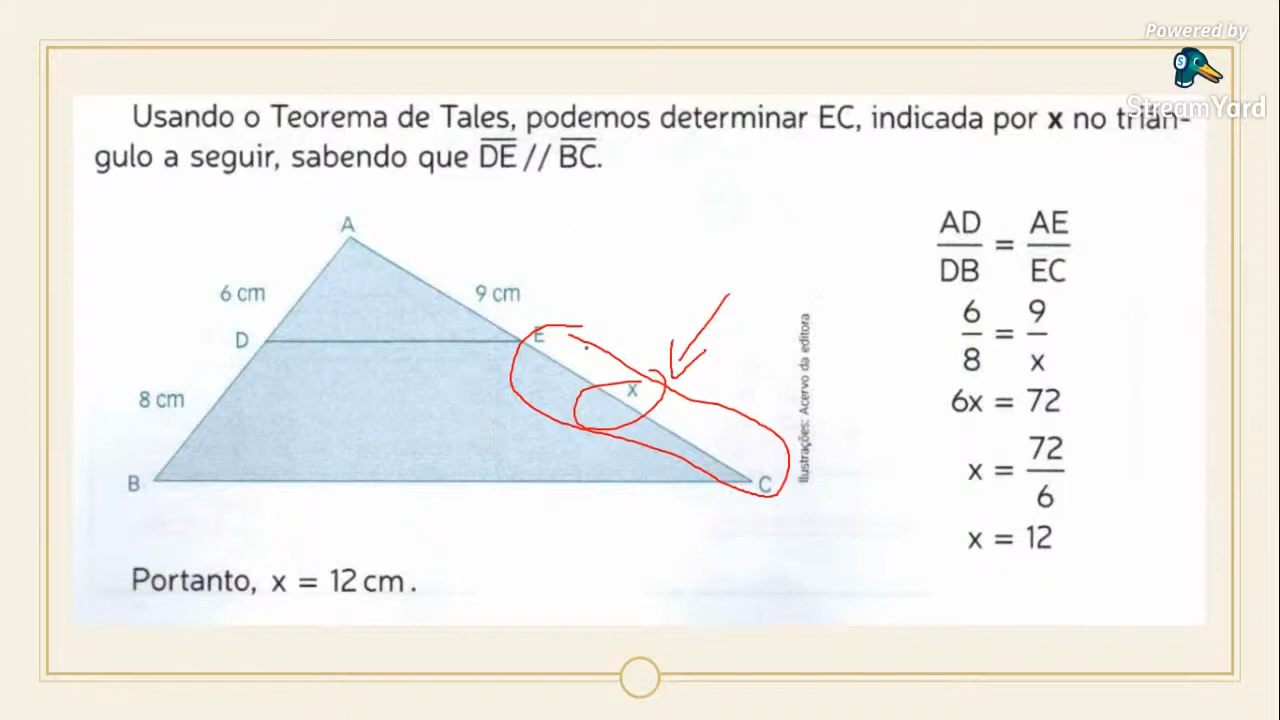 Powered by
StreamYard
Usando o Teorema de Tales, podemos determinar EC, indicada por x no triân-
gulo a seguir, sabendo que D̅E̅ // B̅C̅.
A
6 cm
9 cm
D
E
8 cm
x
B
C
Ilustrações: Acervo da editora
AD/DB = AE/EC
6/8 = 9/x
6x = 72
x = 72/6
x = 12
Portanto, x = 12 cm.